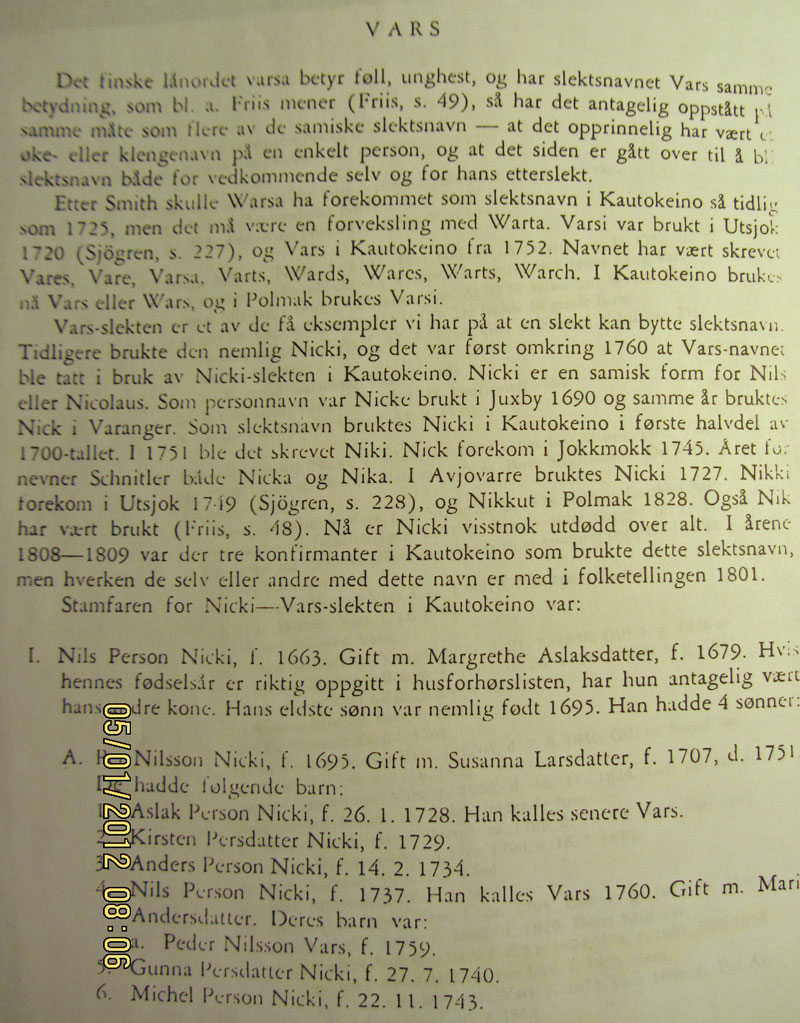 VARS
Det finske lånordet varsa betyr føll, unghest, og har slektsnavnet Vars samme
betydning, som bl. a. Friis mener (Friis, s. 49), så har det antagelig oppstått på
samme måte som flere av de samiske slektsnavn — at det opprinnelig har vært
øke- eller klengenavn på en enkelt person, og at det siden er gått over til å bli
slektsnavn både for vedkommende selv og for hans etterslekt.
Etter Smith skulle Warsa ha forekommet som slektsnavn i Kautokeino så tidlig
som 1725, men det må være en forveksling med Warta. Varsi var brukt i Utsjok
1720 (Sjögren, s. 227), og Vars i Kautokeino fra 1752. Navnet har vært skrevet
Vares, Vare, Varsa, Varts, Wards, Wares, Warts, Warch. I Kautokeino brukes
nå Vars eller Wars, og i Polmak brukes Varsi.
Vars-slekten er et av de få eksempler vi har på at en slekt kan bytte slektsnavn.
Tidligere brukte den nemlig Nicki, og det var først omkring 1760 at Vars-navnet
ble tatt i bruk av Nicki-slekten i Kautokeino. Nicki er en samisk form for Nils
eller Nicolaus. Som personnavn var Nicke brukt i Juxby 1690 og samme år bruktes
Nick i Varanger. Som slektsnavn bruktes Nicki i Kautokeino i første halvdel av
1700-tallet. I 1751 ble det skrevet Niki. Nick forekom i Jokkmokk 1745. Året for
nevner Schnitler både Nicka og Nika. I Avjovarre bruktes Nicki 1727. Nikki
forekom i Utsjok 1749 (Sjögren, s. 228), og Nikkut i Polmak 1828. Også Nik
har vært brukt (Friis, s. 48). Nå er Nicki visstnok utdødd over alt. I årene
1808—1809 var der tre konfirmanter i Kautokeino som brukte dette slektsnavn,
men hverken de selv eller andre med dette navn er med i folketellingen 1801.
Stamfaren for Nicki—Vars-slekten i Kautokeino var:
I. Nils Person Nicki, f. 1663. Gift m. Margrethe Aslaksdatter, f. 1679. Hvis
hennes fødselsår er riktig oppgitt i husforhørslisten, har hun antagelig vært
hans kone. Hans eldste sønn var nemlig født 1695. Han hadde 4 sønner:
A. Nilsson Nicki, f. 1695. Gift m. Susanna Larsdatter, f. 1707, d. 1751
De hadde følgende barn:
1. Aslak Person Nicki, f. 26. 1. 1728. Han kalles senere Vars.
2. Kirsten Persdatter Nicki, f. 1729.
3. Anders Person Nicki, f. 14. 2. 1734.
4. Nils Person Nicki, f. 1737. Han kalles Vars 1760. Gift m. Mari
Andersdatter. Deres barn var:
a. Peder Nilsson Vars, f. 1759.
5. Gunna Persdatter Nicki, f. 27. 7. 1740.
6. Michel Person Nicki, f. 22. 11. 1743.
05/01/2012 08:06